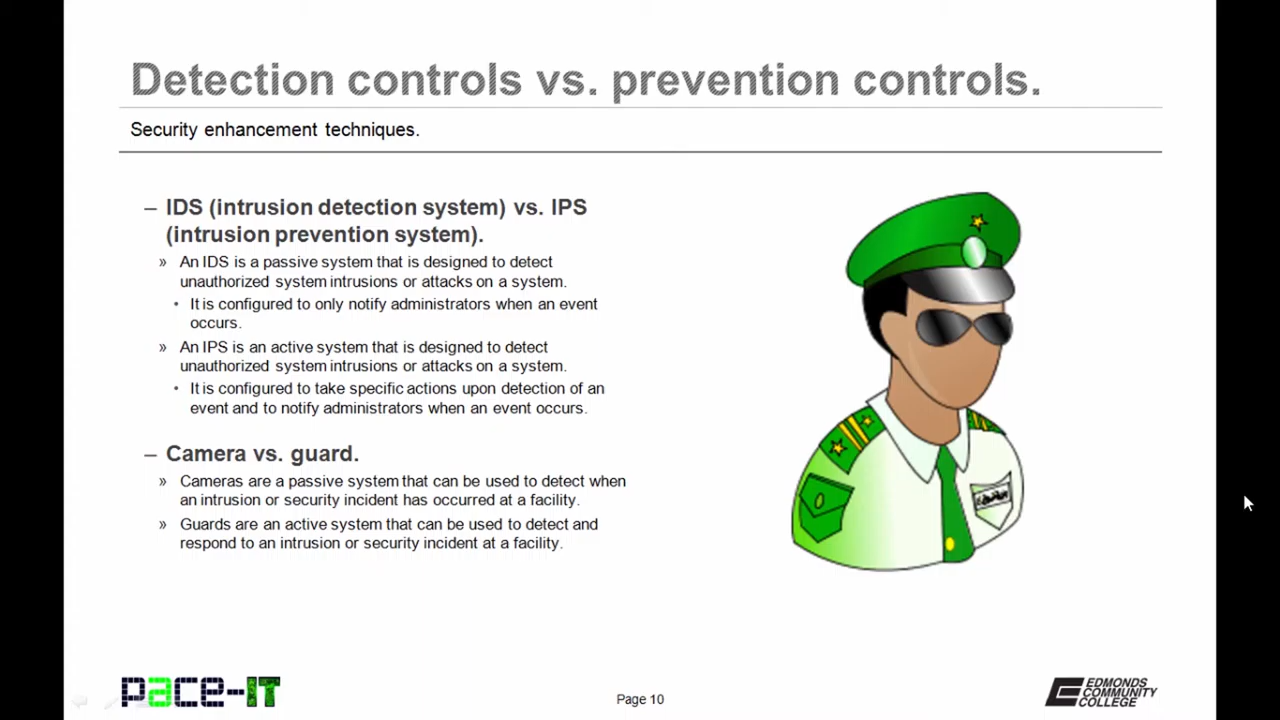 Detection controls vs. prevention controls.
Security enhancement techniques.
– IDS (intrusion detection system) vs. IPS
(intrusion prevention system).
» An IDS is a passive system that is designed to detect
unauthorized system intrusions or attacks on a system.
• It is configured to only notify administrators when an event
occurs.
» An IPS is an active system that is designed to detect
unauthorized system intrusions or attacks on a system.
• It is configured to take specific actions upon detection of an
event and to notify administrators when an event occurs.
– Camera vs. guard.
» Cameras are a passive system that can be used to detect when
an intrusion or security incident has occurred at a facility.
» Guards are an active system that can be used to detect and
respond to an intrusion or security incident at a facility.
pace-IT
Page 10
EDMONDS
COMMUNITY
COLLEGE